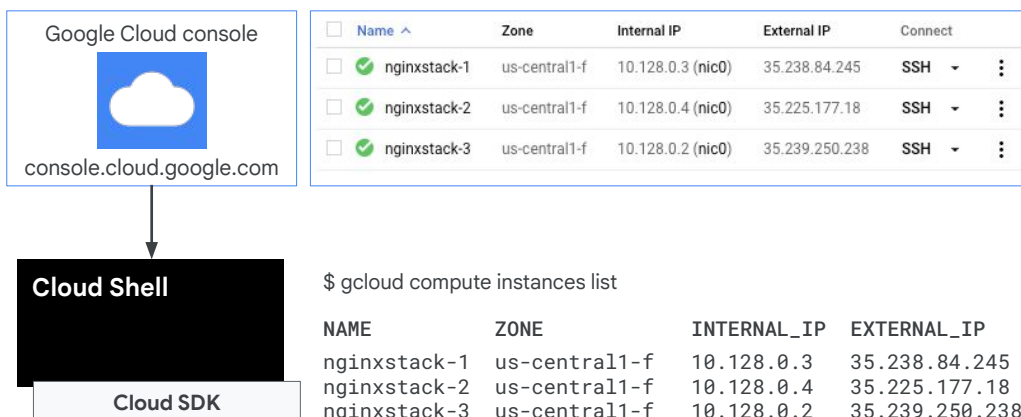 Google Cloud console
console.cloud.google.com
Name Zone Internal IP External IP Connect
nginxstack-1 us-central1-f 10.128.0.3 (nic0) 35.238.84.245 SSH
nginxstack-2 us-central1-f 10.128.0.4 (nic0) 35.225.177.18 SSH
nginxstack-3 us-central1-f 10.128.0.2 (nic0) 35.239.250.238 SSH
Cloud Shell
Cloud SDK
$ gcloud compute instances list
NAME ZONE INTERNAL_IP EXTERNAL_IP
nginxstack-1 us-central1-f 10.128.0.3 35.238.84.245
nginxstack-2 us-central1-f 10.128.0.4 35.225.177.18
nginxstack-3 us-central1-f 10.128.0.2 35.239.250.238